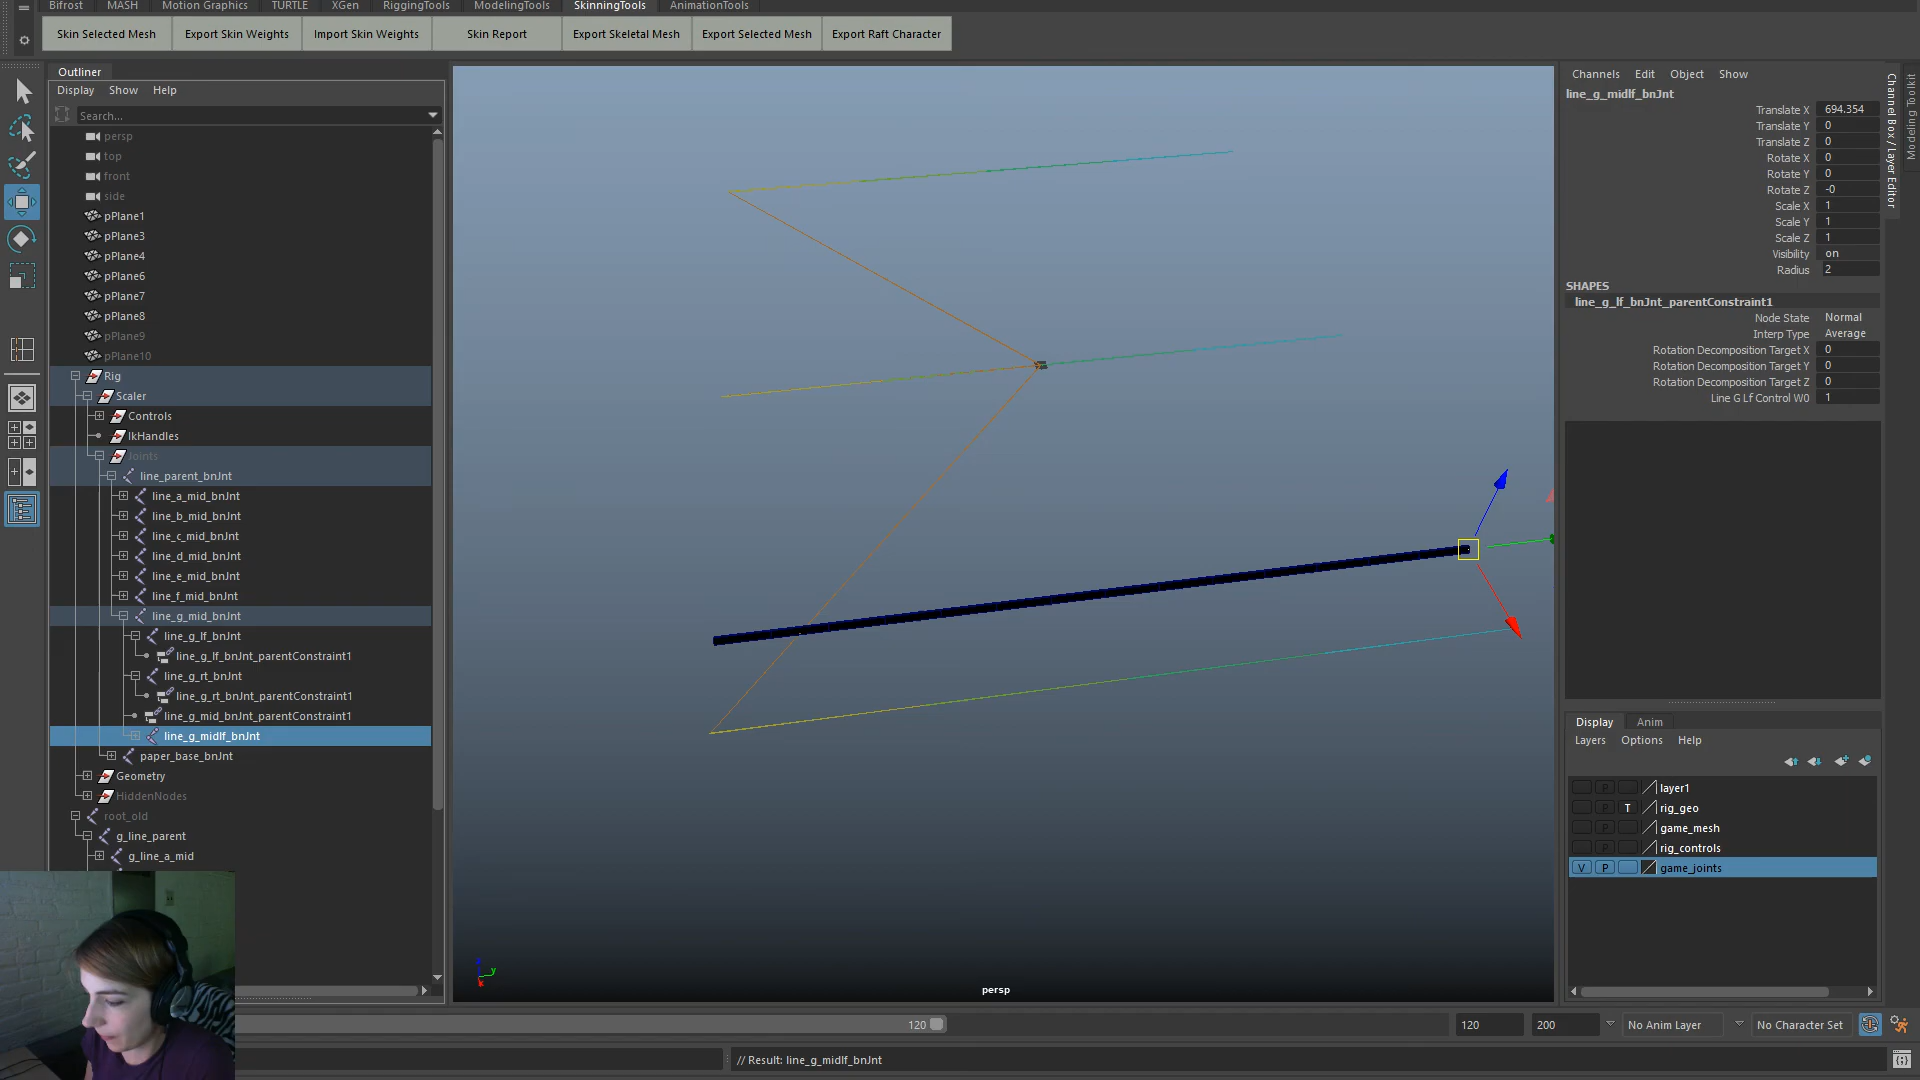 Bifrost MASH Motion Graphics TURTLE XGen RiggingTools ModelingTools SkinningTools AnimationTools
Skin Selected Mesh Export Skin Weights Import Skin Weights Skin Report Export Skeletal Mesh Export Selected Mesh Export Raft Character
Outliner
Display Show Help
Search...
persp
top
front
side
pPlane1
pPlane3
pPlane4
pPlane6
pPlane7
pPlane8
pPlane9
pPlane10
Rig
Scaler
Controls
IkHandles
Joints
line_parent_bnJnt
line_a_mid_bnJnt
line_b_mid_bnJnt
line_c_mid_bnJnt
line_d_mid_bnJnt
line_e_mid_bnJnt
line_f_mid_bnJnt
line_g_mid_bnJnt
line_g_lf_bnJnt
line_g_lf_bnJnt_parentConstraint1
line_g_rt_bnJnt
line_g_rt_bnJnt_parentConstraint1
line_g_mid_bnJnt_parentConstraint1
line_g_midlf_bnJnt
paper_base_bnJnt
Geometry
HiddenNodes
root_old
g_line_parent
g_line_a_mid
y
persp
Channels Edit Object Show
line_g_midlf_bnJnt
Translate X 694.354
Translate Y 0
Translate Z 0
Rotate X 0
Rotate Y 0
Rotate Z -0
Scale X 1
Scale Y 1
Scale Z 1
Visibility on
Radius 2
SHAPES
line_g_lf_bnJnt_parentConstraint1
Node State Normal
Interp Type Average
Rotation Decomposition Target X 0
Rotation Decomposition Target Y 0
Rotation Decomposition Target Z 0
Line G Lf Control W0 1
Channel Box / Layer Editor
Modeling Toolkit
Display Anim
Layers Options Help
P layer1
P T rig_geo
P game_mesh
P rig_controls
V P game_joints
120 120 200 No Anim Layer No Character Set
// Result: line_g_midlf_bnJnt